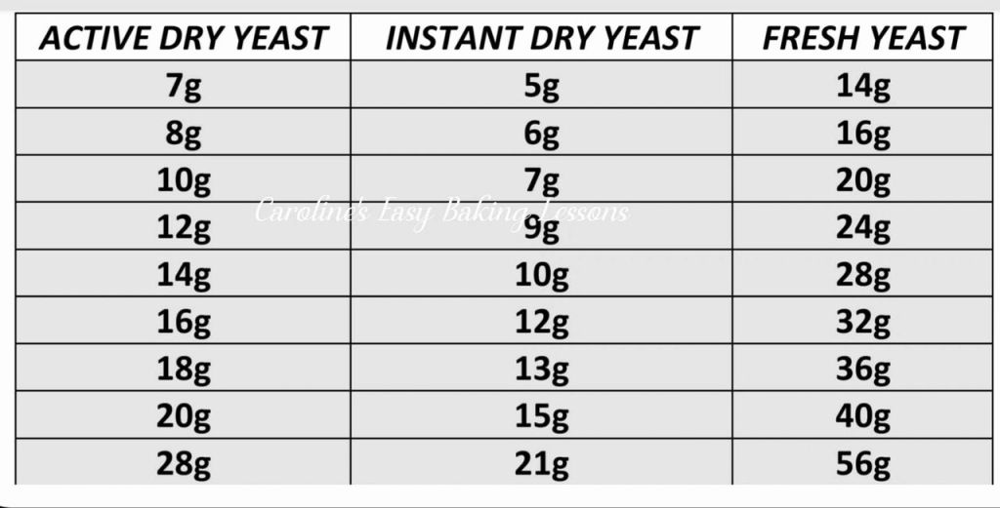 ACTIVE DRY YEAST INSTANT DRY YEAST FRESH YEAST
7g 5g 14g
8g 6g 16g
10g 7g 20g
Caroline's Easy Baking Lessons
12g 9g 24g
14g 10g 28g
16g 12g 32g
18g 13g 36g
20g 15g 40g
28g 21g 56g